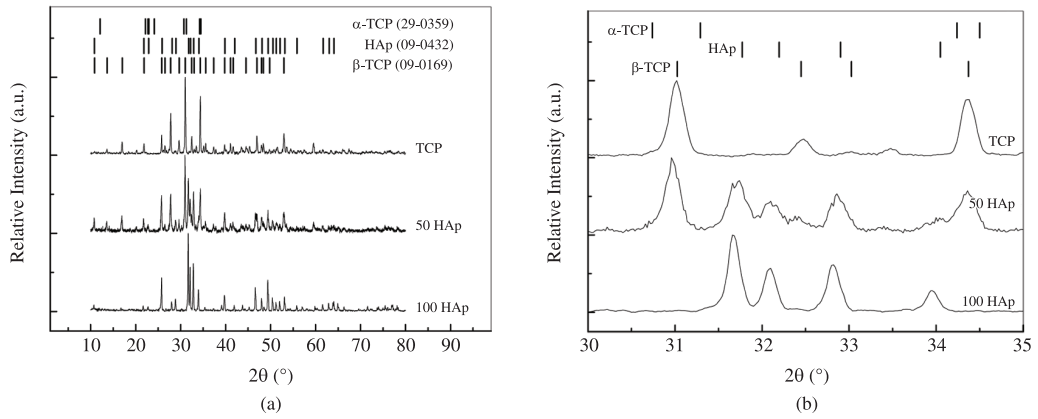 α-TCP (29-0359)
HAp (09-0432)
β-TCP (09-0169)
TCP
50 HAp
100 HAp
Relative Intensity (a.u.)
10 20 30 40 50 60 70 80 90
2θ (°)
(a)
α-TCP
HAp
β-TCP
TCP
50 HAp
100 HAp
Relative Intensity (a.u.)
30 31 32 33 34 35
2θ (°)
(b)